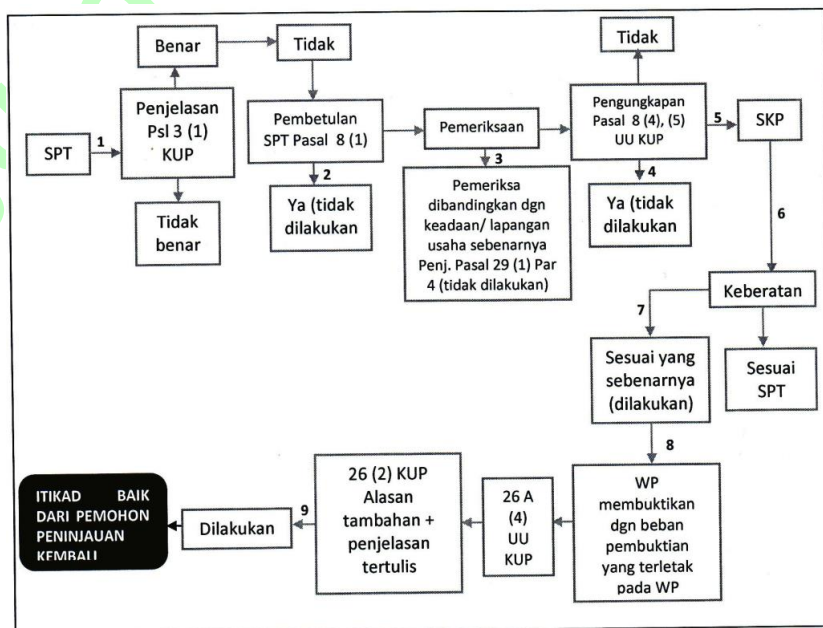 Benar
Tidak
Tidak
SPT
1
Penjelasan
Psl 3 (1)
KUP
Pembetulan
SPT Pasal 8 (1)
Pemeriksaan
Pengungkapan
Pasal 8 (4), (5)
UU KUP
5
SKP
Tidak
benar
2
Ya (tidak
dilakukan
3
Pemeriksa
dibandingkan dgn
keadaan/ lapangan
usaha sebenarnya
Penj. Pasal 29 (1) Par
4 (tidak dilakukan)
4
Ya (tidak
dilakukan
6
Keberatan
7
Sesuai yang
sebenarnya
(dilakukan)
Sesuai
SPT
8
WP
membuktikan
dgn beban
pembuktian
yang terletak
pada WP
26 A
(4)
UU
KUP
26 (2) KUP
Alasan
tambahan +
penjelasan
tertulis
9
Dilakukan
ITIKAD BAIK
DARI PEMOHON
PENINJAUAN
KEMBALI